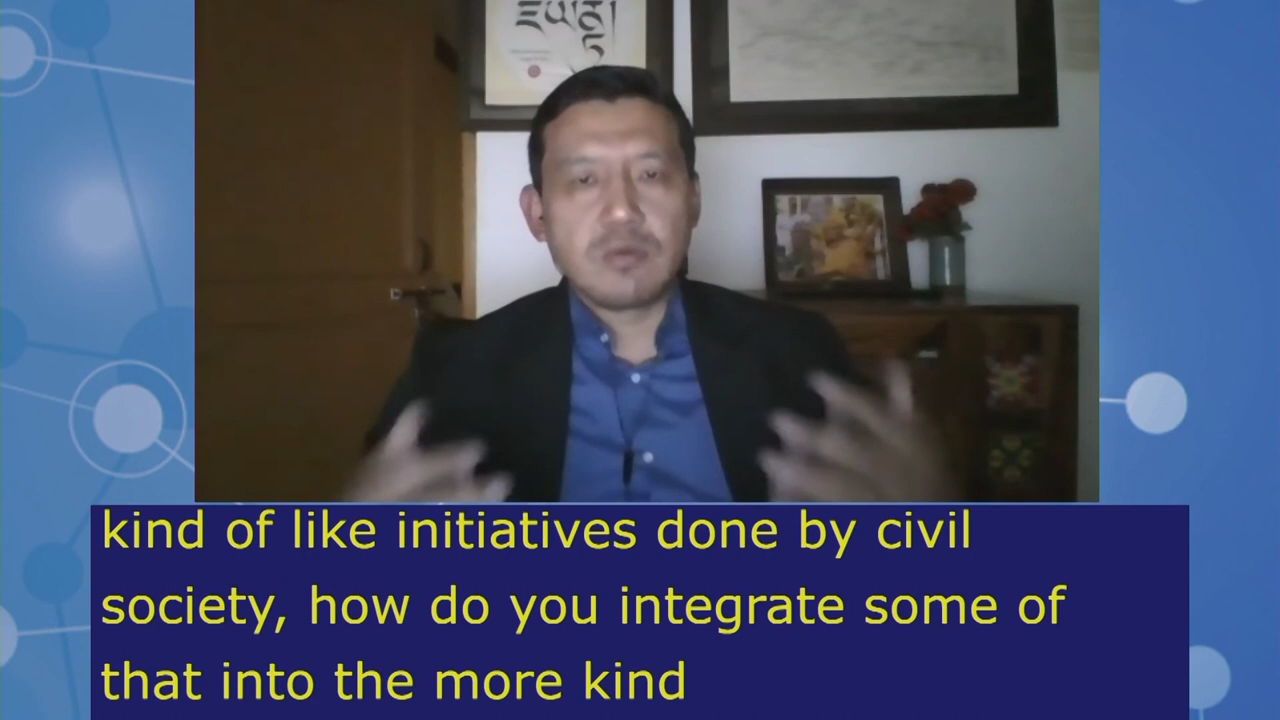 kind of like initiatives done by civil
society, how do you integrate some of
that into the more kind